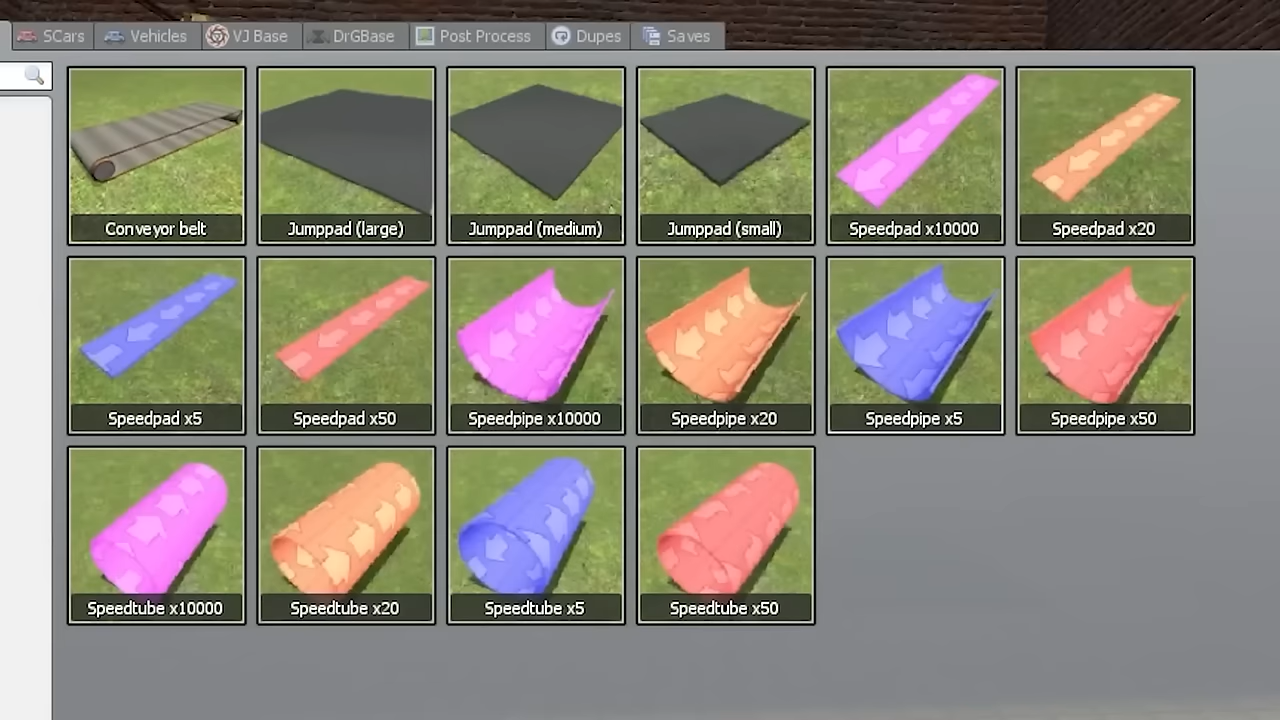 SCars Vehicles VJ Base DrGBase Post Process Dupes Saves
Conveyor belt Jumppad (large) Jumppad (medium) Jumppad (small) Speedpad x10000 Speedpad x20
Speedpad x5 Speedpad x50 Speedpipe x10000 Speedpipe x20 Speedpipe x5 Speedpipe x50
Speedtube x10000 Speedtube x20 Speedtube x5 Speedtube x50